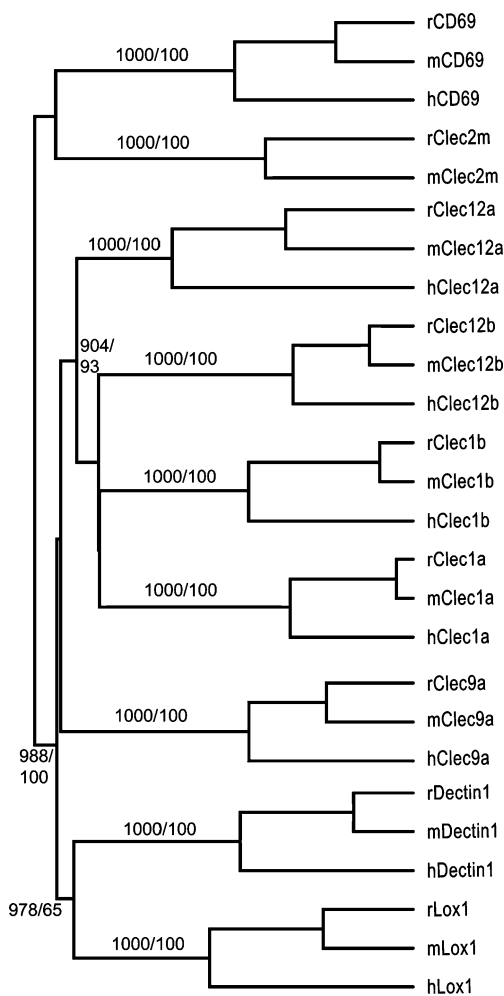 rCD69
1000/100
mCD69
hCD69
rClec2m
1000/100
mClec2m
rClec12a
1000/100
mClec12a
hClec12a
rClec12b
904/
93
1000/100
mClec12b
hClec12b
rClec1b
1000/100
mClec1b
hClec1b
rClec1a
1000/100
mClec1a
hClec1a
rClec9a
1000/100
mClec9a
988/
100
hClec9a
rDectin1
1000/100
mDectin1
hDectin1
978/65
rLox1
1000/100
mLox1
hLox1